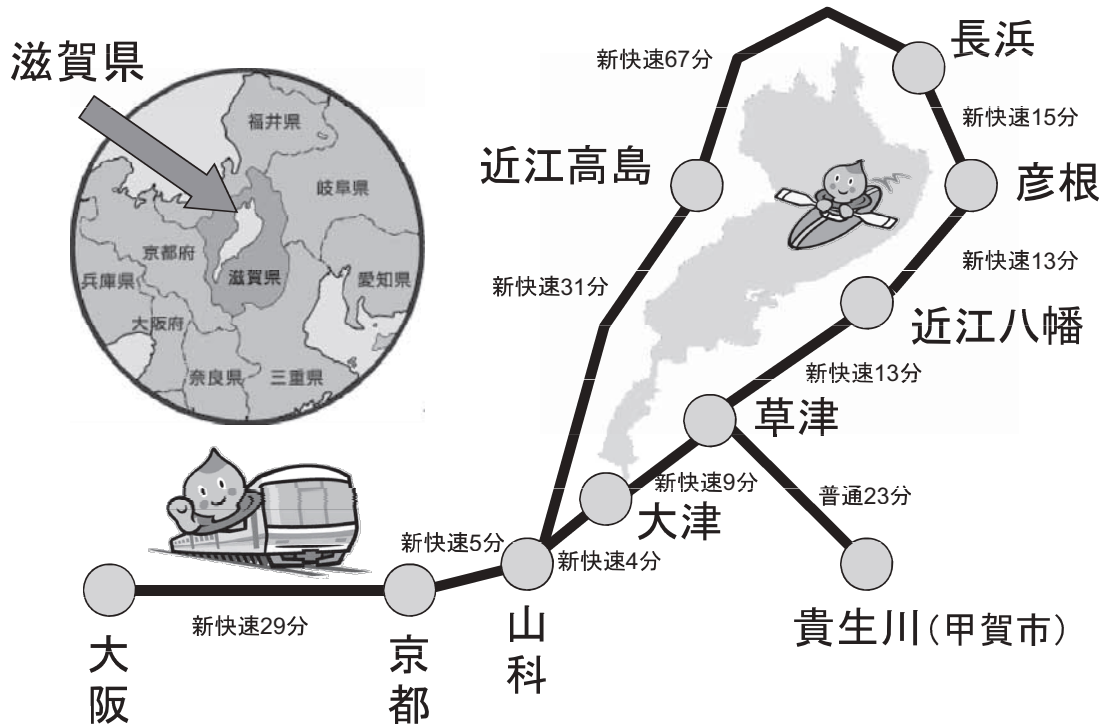 滋賀県
福井県
岐阜県
京都府
兵庫県
滋賀県
愛知県
大阪府
奈良県
三重県
新快速67分
長浜
新快速15分
近江高島
彦根
新快速31分
新快速13分
近江八幡
新快速13分
草津
新快速9分
普通23分
大津
新快速5分
新快速4分
新快速29分
貴生川(甲賀市)
大阪
京都
山科